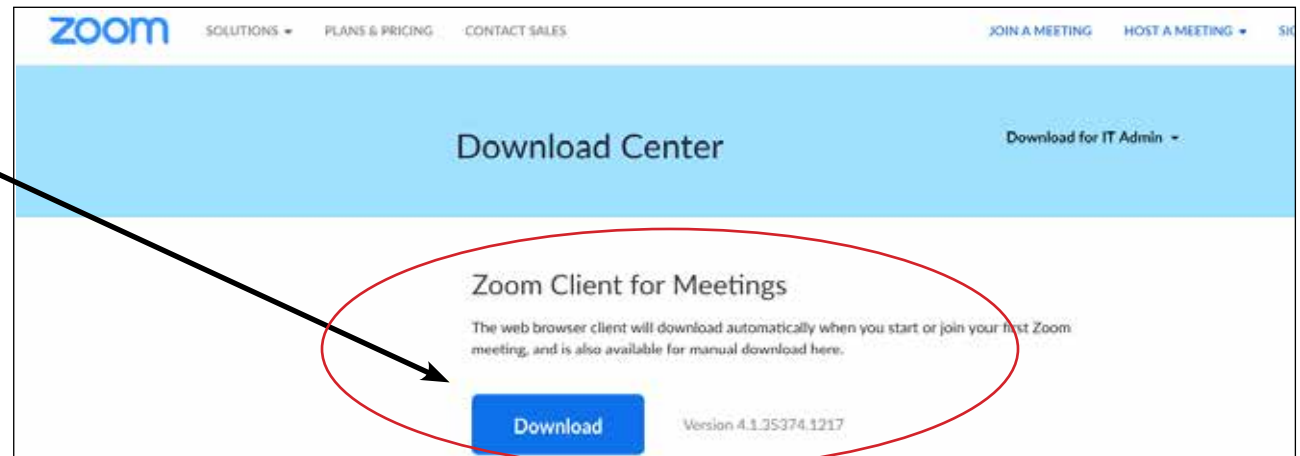 zoom SOLUTIONS PLANS & PRICING CONTACT SALES JOIN A MEETING HOST A MEETING
Download Center
Download for IT Admin
Zoom Client for Meetings
The web browser client will download automatically when you start or join your first Zoom
meeting, and is also available for manual download here.
Download
Version 4.1.35374.1217